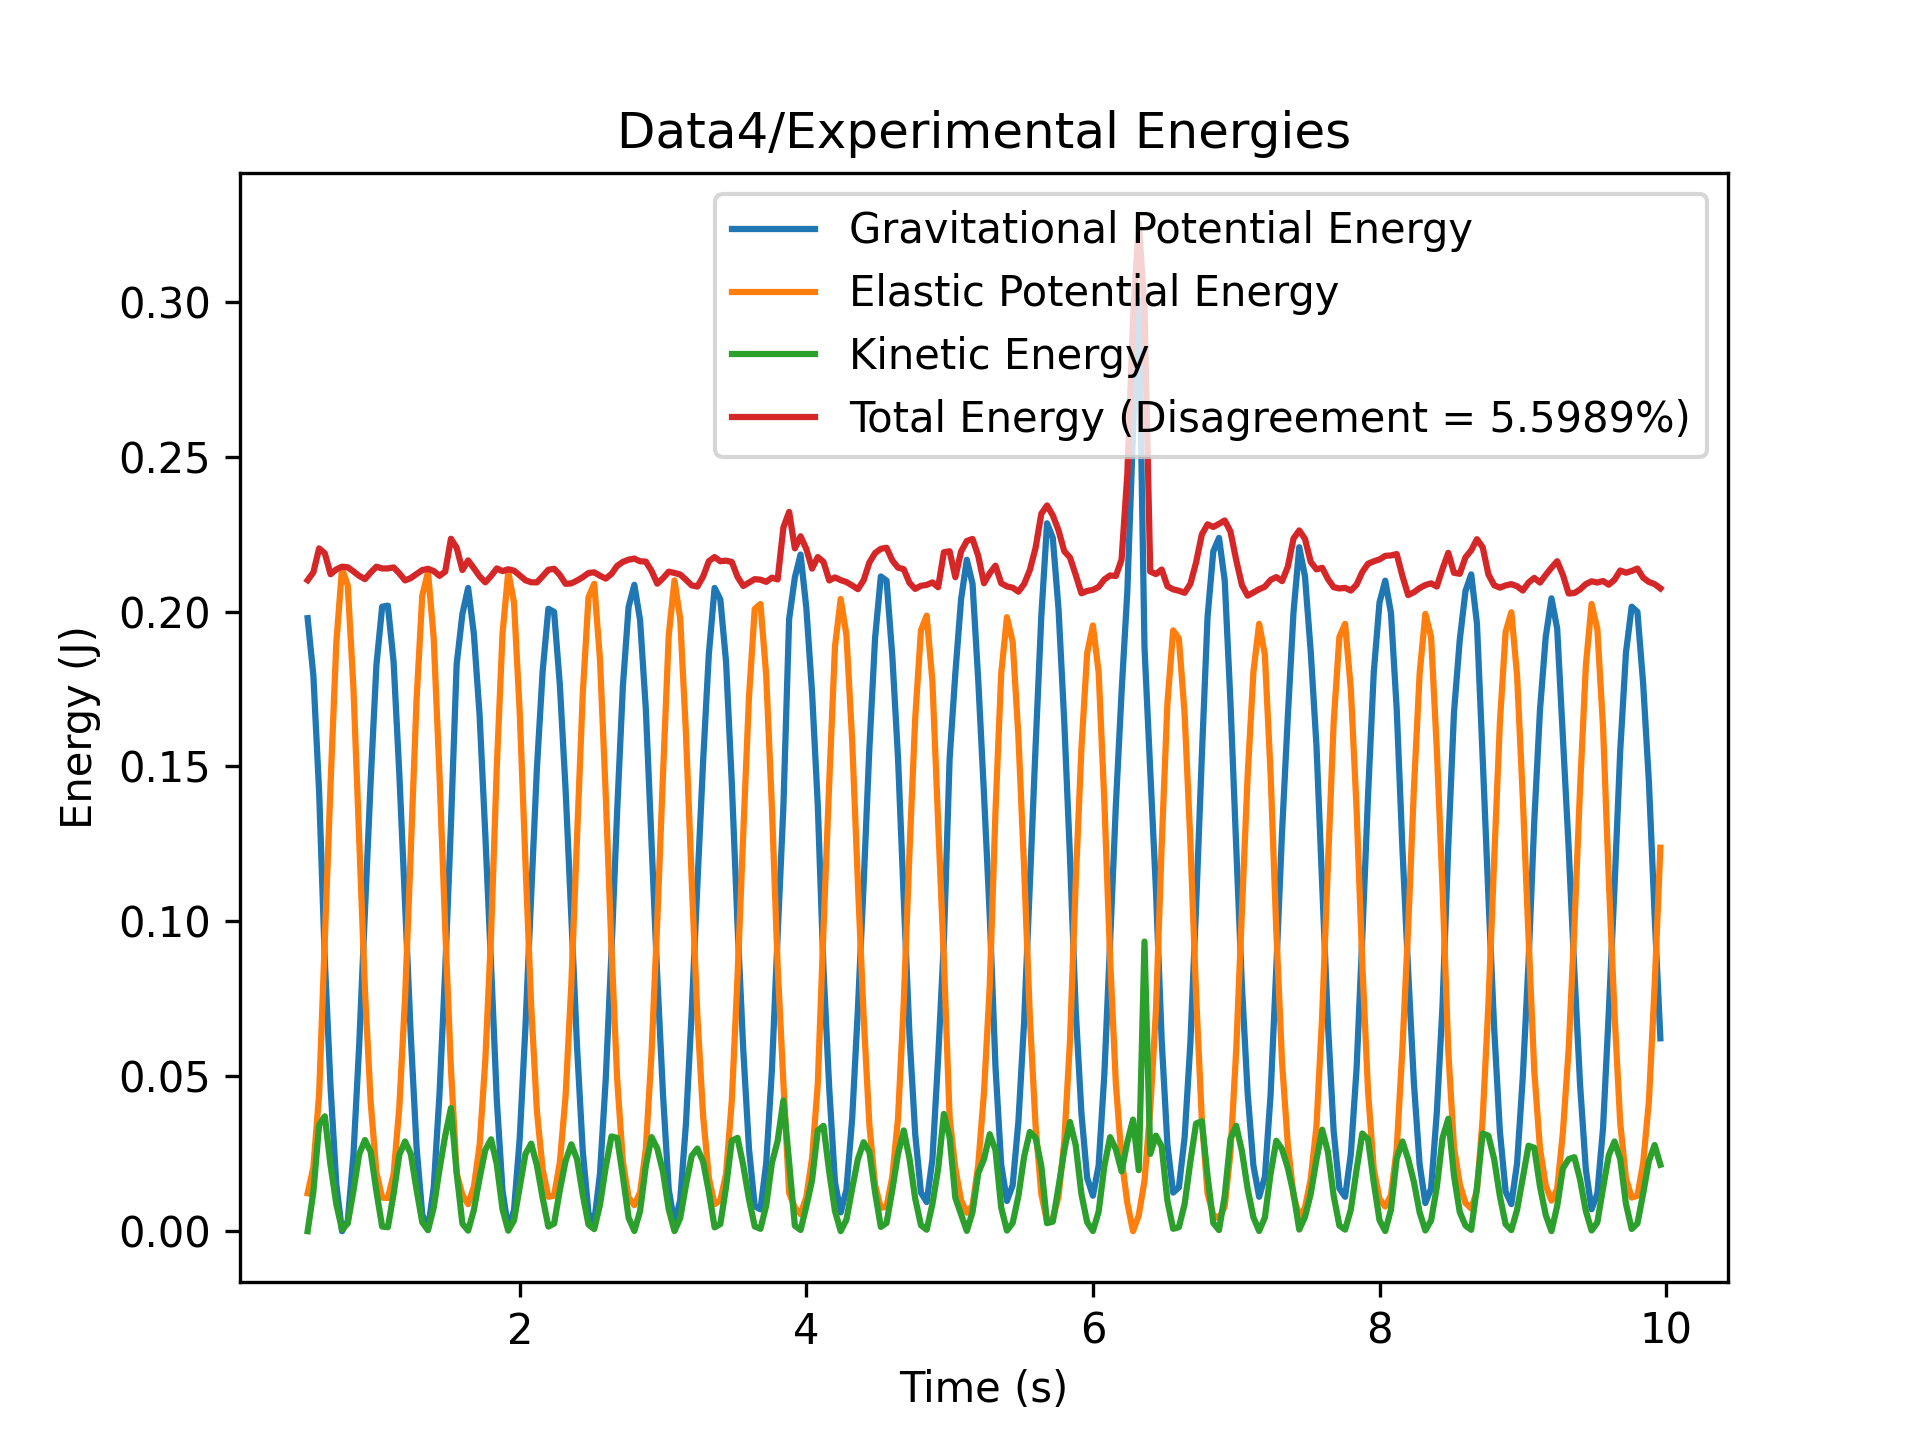 Data4/Experimental Energies
Gravitational Potential Energy
Elastic Potential Energy
Kinetic Energy
Total Energy (Disagreement = 5.5989%)
Energy (J)
0.30
0.25
0.20
0.15
0.10
0.05
0.00
2 4 6 8 10
Time (s)